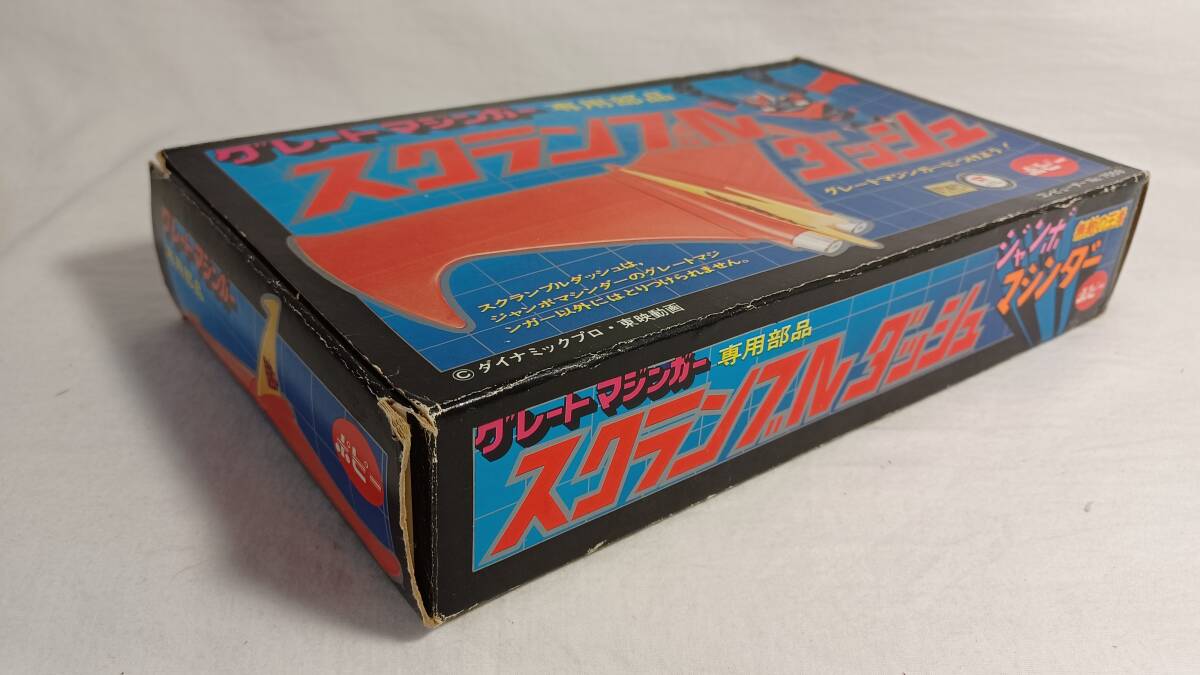 グレートマジンガー 専用部品
スクランブル
ダッシュ
グレートマジンガーにつけよう!
ポピー
スクランブルダッシュは,
ジャンボマシンダーのグレートマジ
ンガー以外にはとりつけられません。
©ダイナミックプロ・東映動画
グレートマジンガー
専用部品
ポピー
グレートマジンガー 専用部品
スクランブルダッシュ
ジャンボ
マシンダー
ポピー